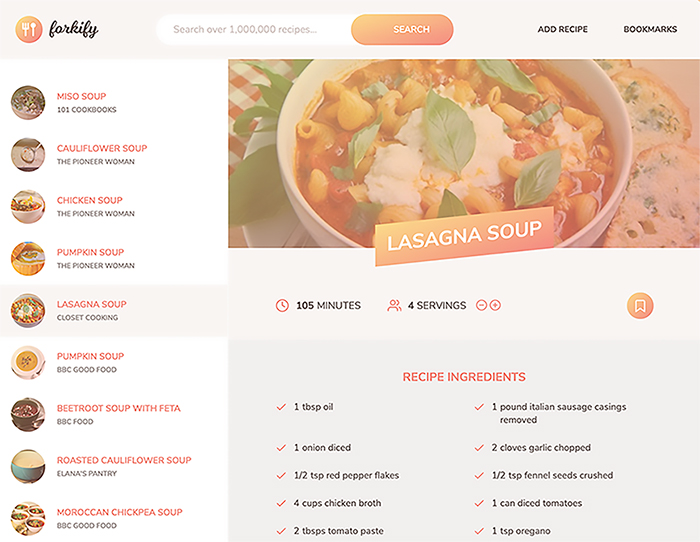 forkify
Search over 1,000,000 recipes...
SEARCH
ADD RECIPE
BOOKMARKS
MISO SOUP
101 COOKBOOKS
CAULIFLOWER SOUP
THE PIONEER WOMAN
CHICKEN SOUP
THE PIONEER WOMAN
PUMPKIN SOUP
THE PIONEER WOMAN
LASAGNA SOUP
CLOSET COOKING
PUMPKIN SOUP
BBC GOOD FOOD
BEETROOT SOUP WITH FETA
BBC FOOD
ROASTED CAULIFLOWER SOUP
ELANA'S PANTRY
MOROCCAN CHICKPEA SOUP
BBC GOOD FOOD
LASAGNA SOUP
105 MINUTES
4 SERVINGS
RECIPE INGREDIENTS
1 tbsp oil
1 pound italian sausage casings
removed
1 onion diced
2 cloves garlic chopped
1/2 tsp red pepper flakes
1/2 tsp fennel seeds crushed
4 cups chicken broth
1 can diced tomatoes
2 tbsps tomato paste
1 tsp oregano